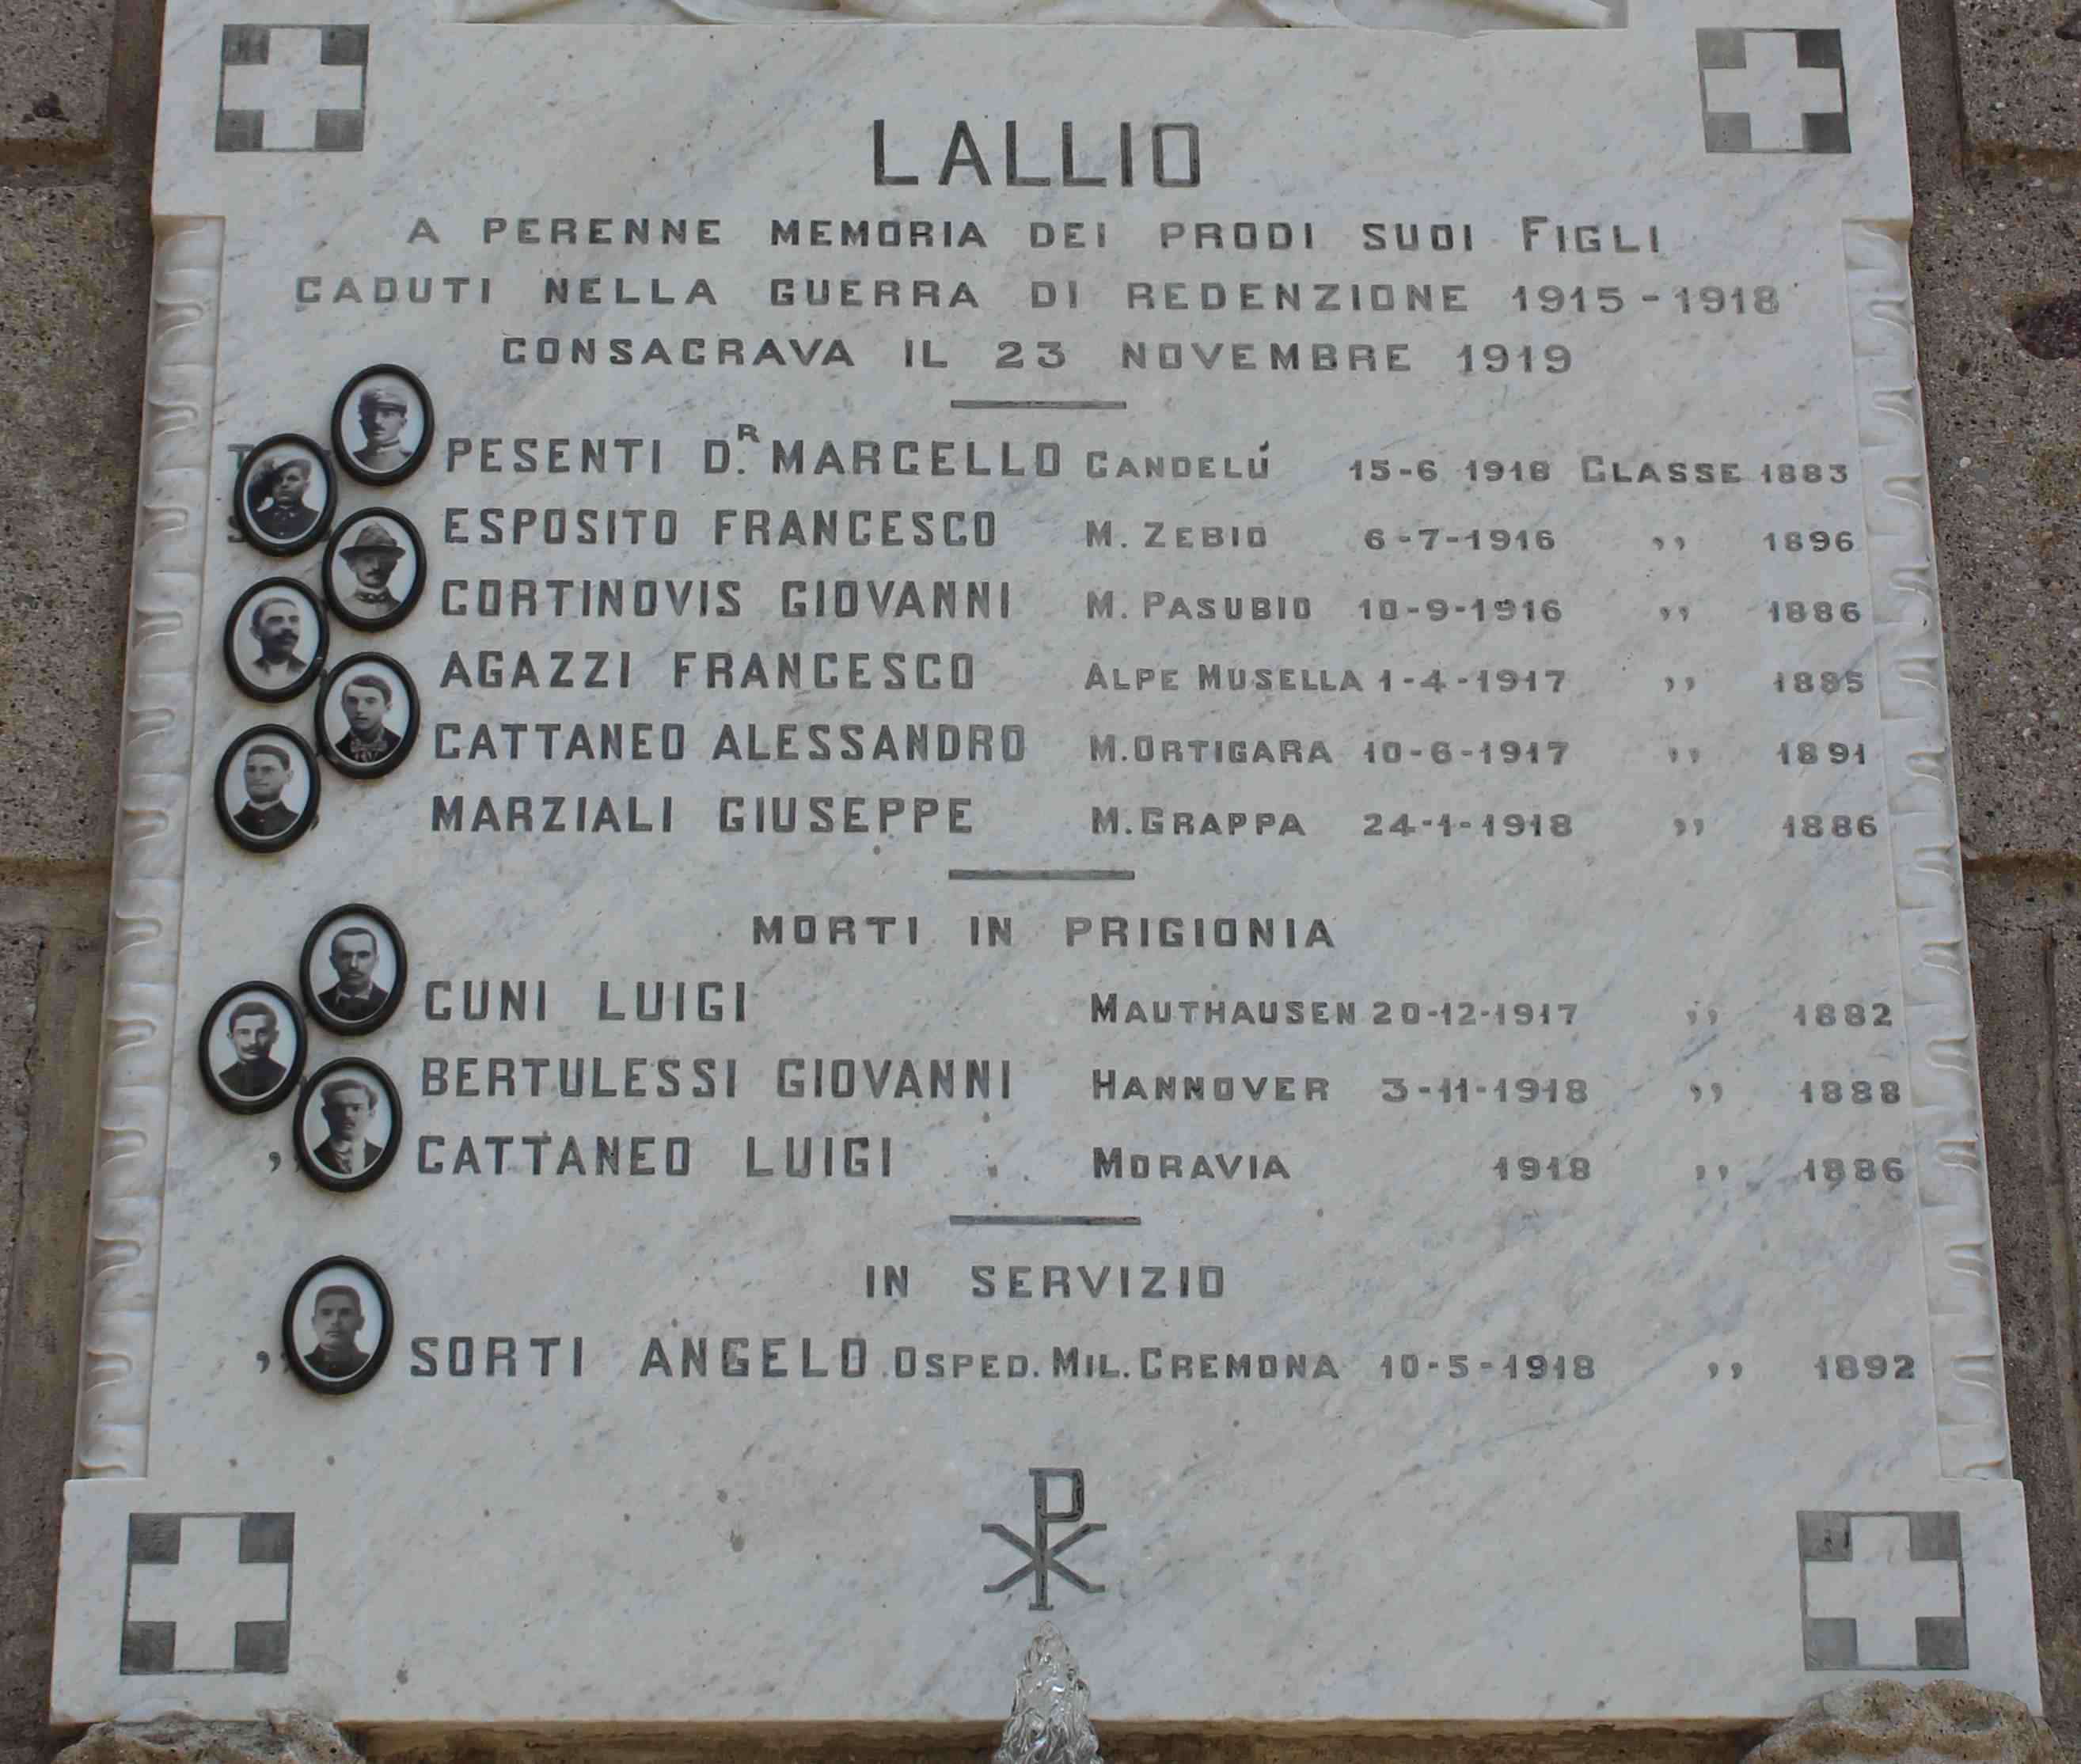 LALLIO
A PERENNE MEMORIA DEI PRODI SUOI FIGLI
CADUTI NELLA GUERRA DI REDENZIONE 1915-1918
CONSACRAVA IL 23 NOVEMBRE 1919
PESENTI D.R MARCELLO CANDELÚ 15-6 1918 CLASSE 1883
ESPOSITO FRANCESCO M. ZEBIO 6-7-1916 ,, 1896
CORTINOVIS GIOVANNI M. PASUBIO 10-9-1916 ,, 1886
AGAZZI FRANCESCO ALPE MUSELLA 1-4-1917 ,, 1885
CATTANEO ALESSANDRO M. ORTIGARA 10-6-1917 ,, 1891
MARZIALI GIUSEPPE M. GRAPPA 24-1-1918 ,, 1886
MORTI IN PRIGIONIA
CUNI LUIGI MAUTHAUSEN 20-12-1917 ,, 1882
BERTULESSI GIOVANNI HANNOVER 3-11-1918 ,, 1888
CATTANEO LUIGI MORAVIA 1918 ,, 1886
IN SERVIZIO
SORTI ANGELO OSPED. MIL. CREMONA 10-5-1918 ,, 1892